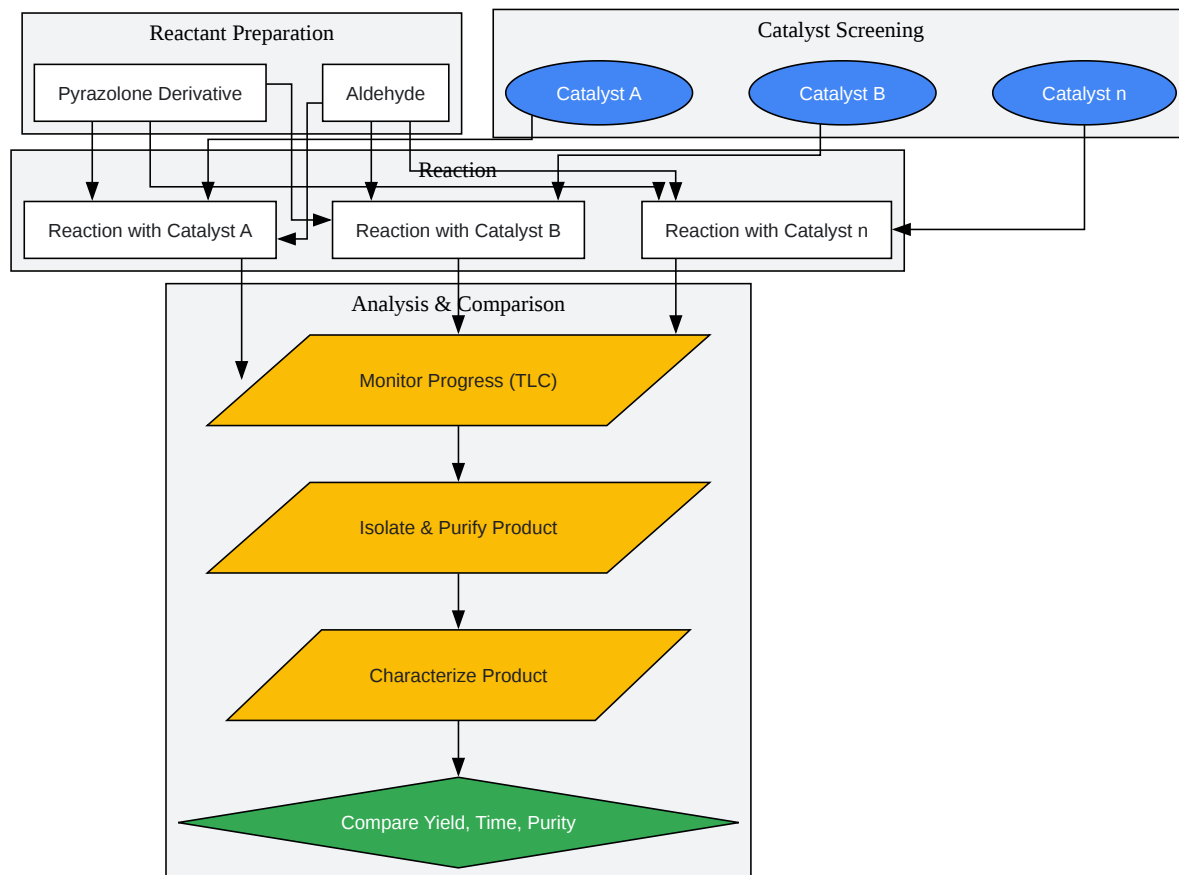 Reactant Preparation
Catalyst Screening
Pyrazolone Derivative
Aldehyde
Catalyst A
Catalyst B
Catalyst n
Reaction
Reaction with Catalyst A
Reaction with Catalyst B
Reaction with Catalyst n
Analysis & Comparison
Monitor Progress (TLC)
Isolate & Purify Product
Characterize Product
Compare Yield, Time, Purity